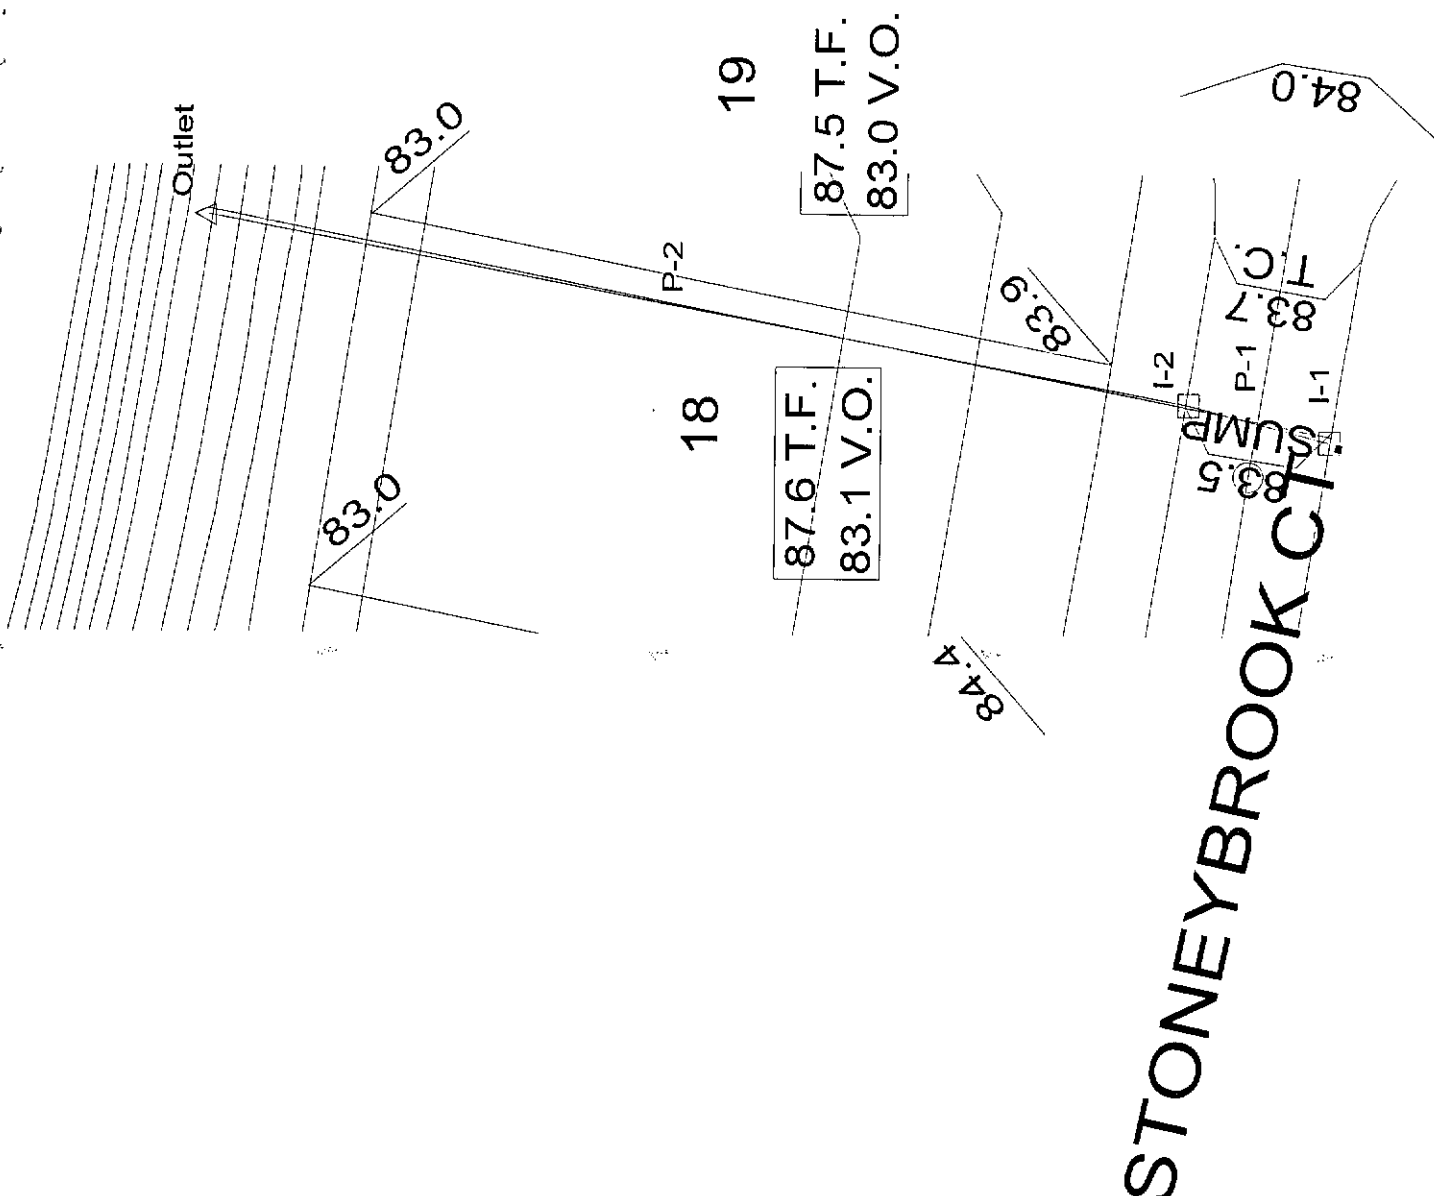 Outlet
83.0
19
87.5 T.F.
83.0 V.O.
84.0
P-2
83.9
T.C.
83.7
18
87.6 T.F.
83.1 V.O.
I-2
P-1
I-1
SUMP
83.5
83.0
84.4
STONEYBROOK CT.